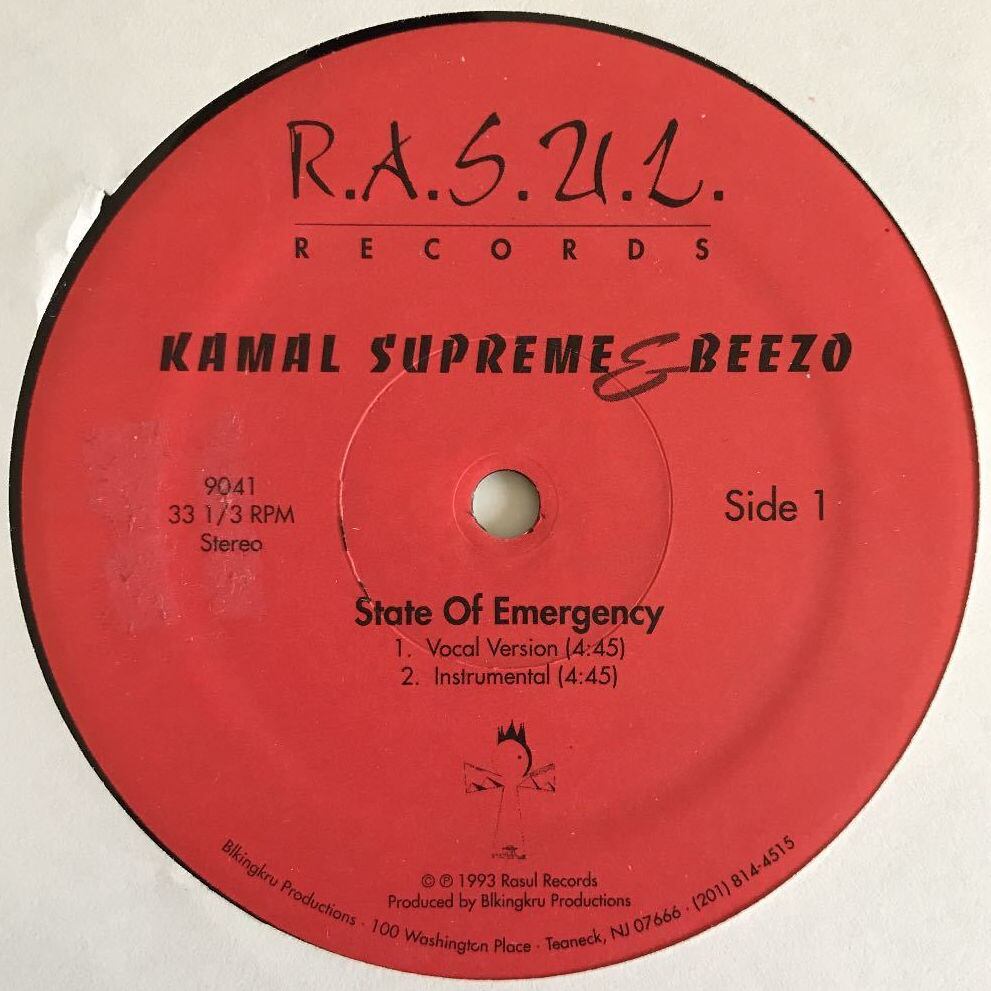 R.A.S.U.L.
RECORDS
KAMAL SUPREME & BEEZO
9041
33 1/3 RPM
Stereo
Side 1
State Of Emergency
1. Vocal Version (4:45)
2. Instrumental (4:45)
© ℗ 1993 Rasul Records
Produced by Blkingkru Productions
Blkingkru Productions · 100 Washington Place · Teaneck, NJ 07666 · (201) 814-4515